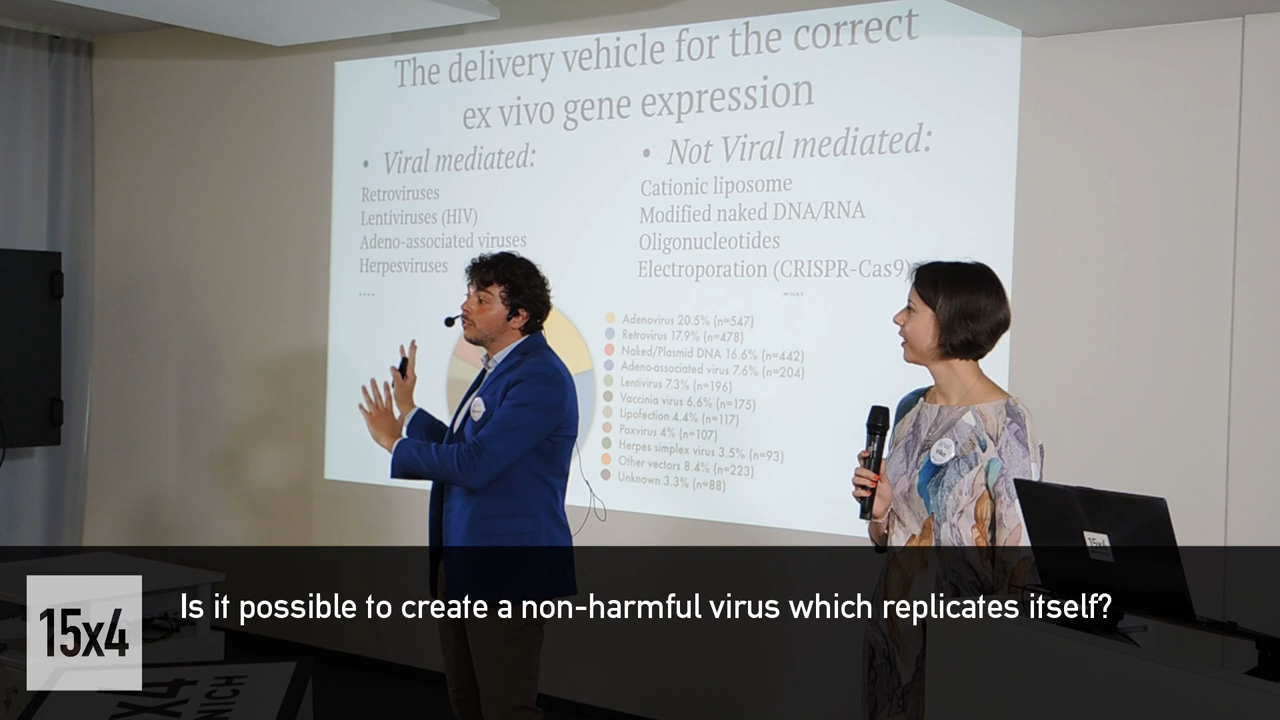 The delivery vehicle for the correct
ex vivo gene expression
• Viral mediated:
Retroviruses
Lentiviruses (HIV)
Adeno-associated viruses
Herpesviruses
....
• Not Viral mediated:
Cationic liposome
Modified naked DNA/RNA
Oligonucleotides
Electroporation (CRISPR-Cas9)
Adenovirus 20.5% (n=547)
Retrovirus 17.9% (n=478)
Naked/Plasmid DNA 16.6% (n=442)
Adeno-associated virus 7.6% (n=204)
Lentivirus 7.3% (n=196)
Vaccinia virus 6.6% (n=175)
Lipofection 4.4% (n=117)
Poxvirus 4% (n=107)
Herpes simplex virus 3.5% (n=93)
Other vectors 8.4% (n=223)
Unknown 3.3% (n=88)
15x4
15x4
Is it possible to create a non-harmful virus which replicates itself?
x4
NICH